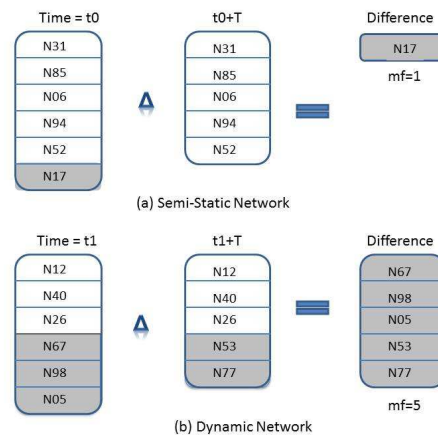 Time = t0 t0+T Difference
N31 N31 N17
N85 N85 mf=1
N06 Δ N06
N94 N94
N52 N52
N17
(a) Semi-Static Network
Time = t1 t1+T Difference
N12 N12 N67
N40 N40 N98
N26 Δ N26 N05
N67 N53 N53
N98 N77 N77
N05 mf=5
(b) Dynamic Network